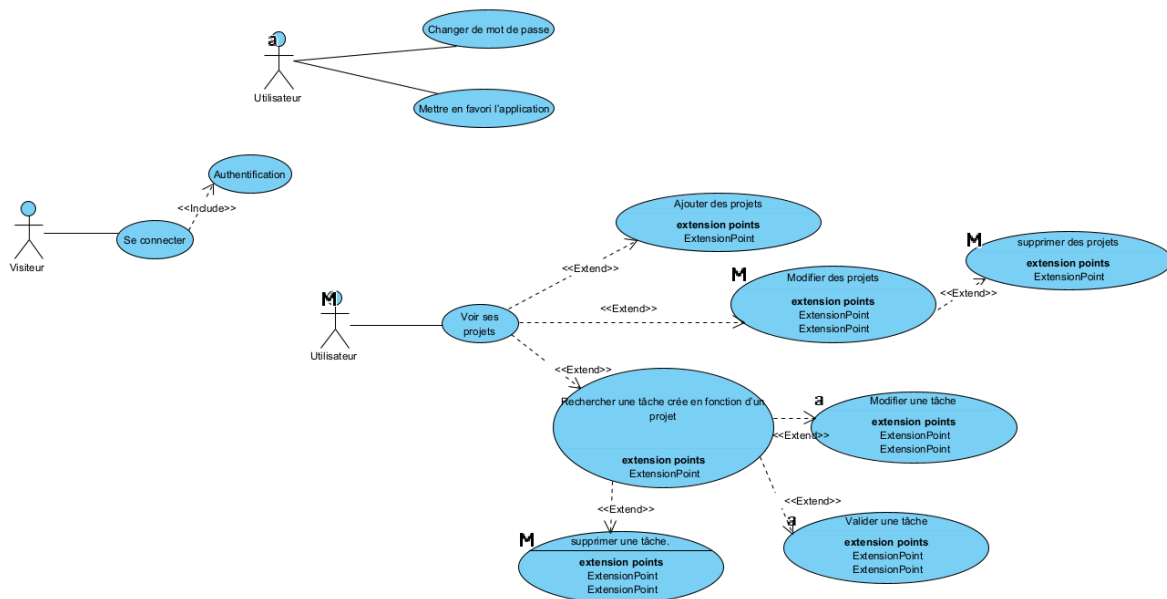 Changer de mot de passe
a
Utilisateur
Mettre en favori l'application
Authentification
<<Include>>
Se connecter
Visiteur
Ajouter des projets
extension points
ExtensionPoint
M
supprimer des projets
extension points
ExtensionPoint
<<Extend>>
M
Modifier des projets
extension points
ExtensionPoint
ExtensionPoint
<<Extend>>
<<Extend>>
M
Utilisateur
Voir ses
projets
<<Extend>>
Rechercher une tâche crée en fonction d'un
projet
extension points
ExtensionPoint
a
Modifier une tâche
extension points
ExtensionPoint
ExtensionPoint
<<Extend>>
<<Extend>>
<<Extend>>
a
Valider une tâche
extension points
ExtensionPoint
ExtensionPoint
M
supprimer une tâche.
extension points
ExtensionPoint
ExtensionPoint